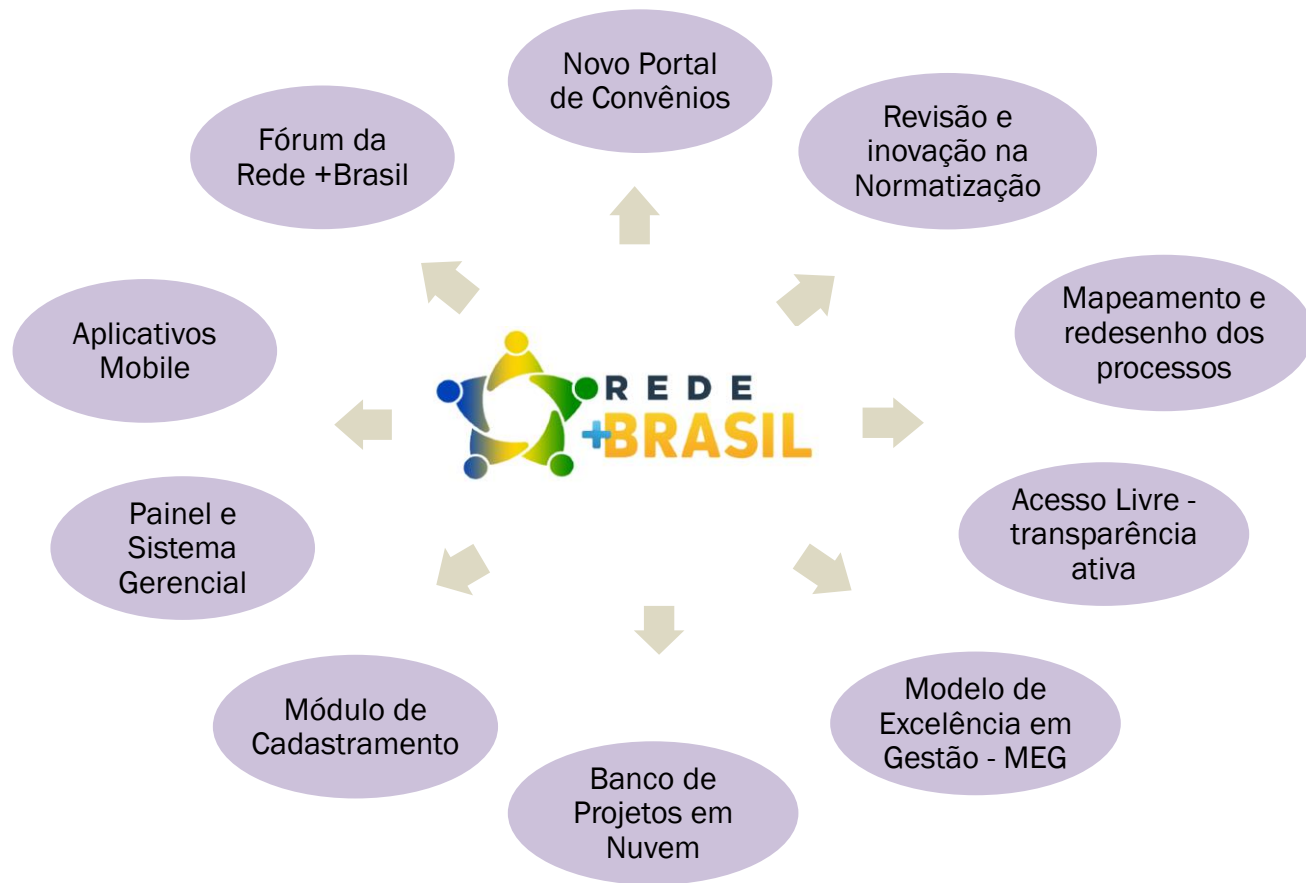 Novo Portal
de Convênios
Revisão e
inovação na
Normatização
Mapeamento e
redesenho dos
processos
Acesso Livre -
transparência
ativa
Modelo de
Excelência em
Gestão - MEG
Banco de
Projetos em
Nuvem
Módulo de
Cadastramento
Painel e
Sistema
Gerencial
Aplicativos
Mobile
Fórum da
Rede +Brasil
REDE
+BRASIL